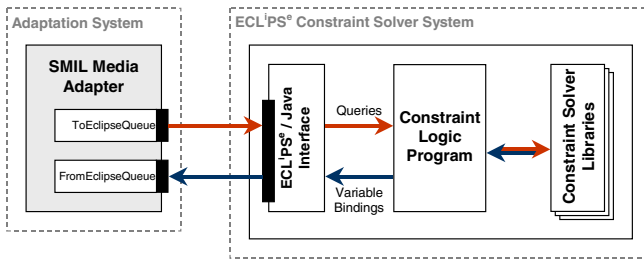 Adaptation System
SMIL Media
Adapter
ToEclipseQueue
FromEclipseQueue
ECLⁱPSᵉ Constraint Solver System
ECLⁱPSᵉ / Java
Interface
Queries
Variable
Bindings
Constraint
Logic
Program
Constraint Solver
Libraries